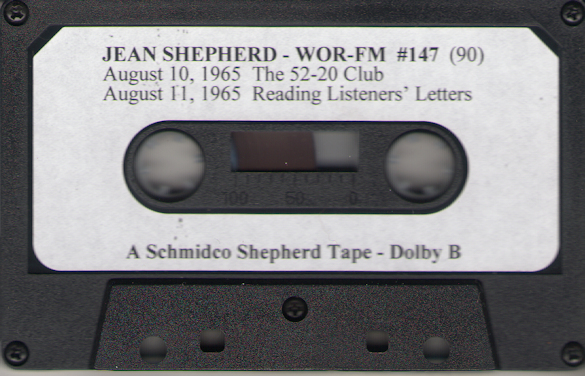 JEAN SHEPHERD - WOR-FM #147 (90)
August 10, 1965 The 52-20 Club
August 11, 1965 Reading Listeners' Letters
100 50 0
A Schmidco Shepherd Tape - Dolby B